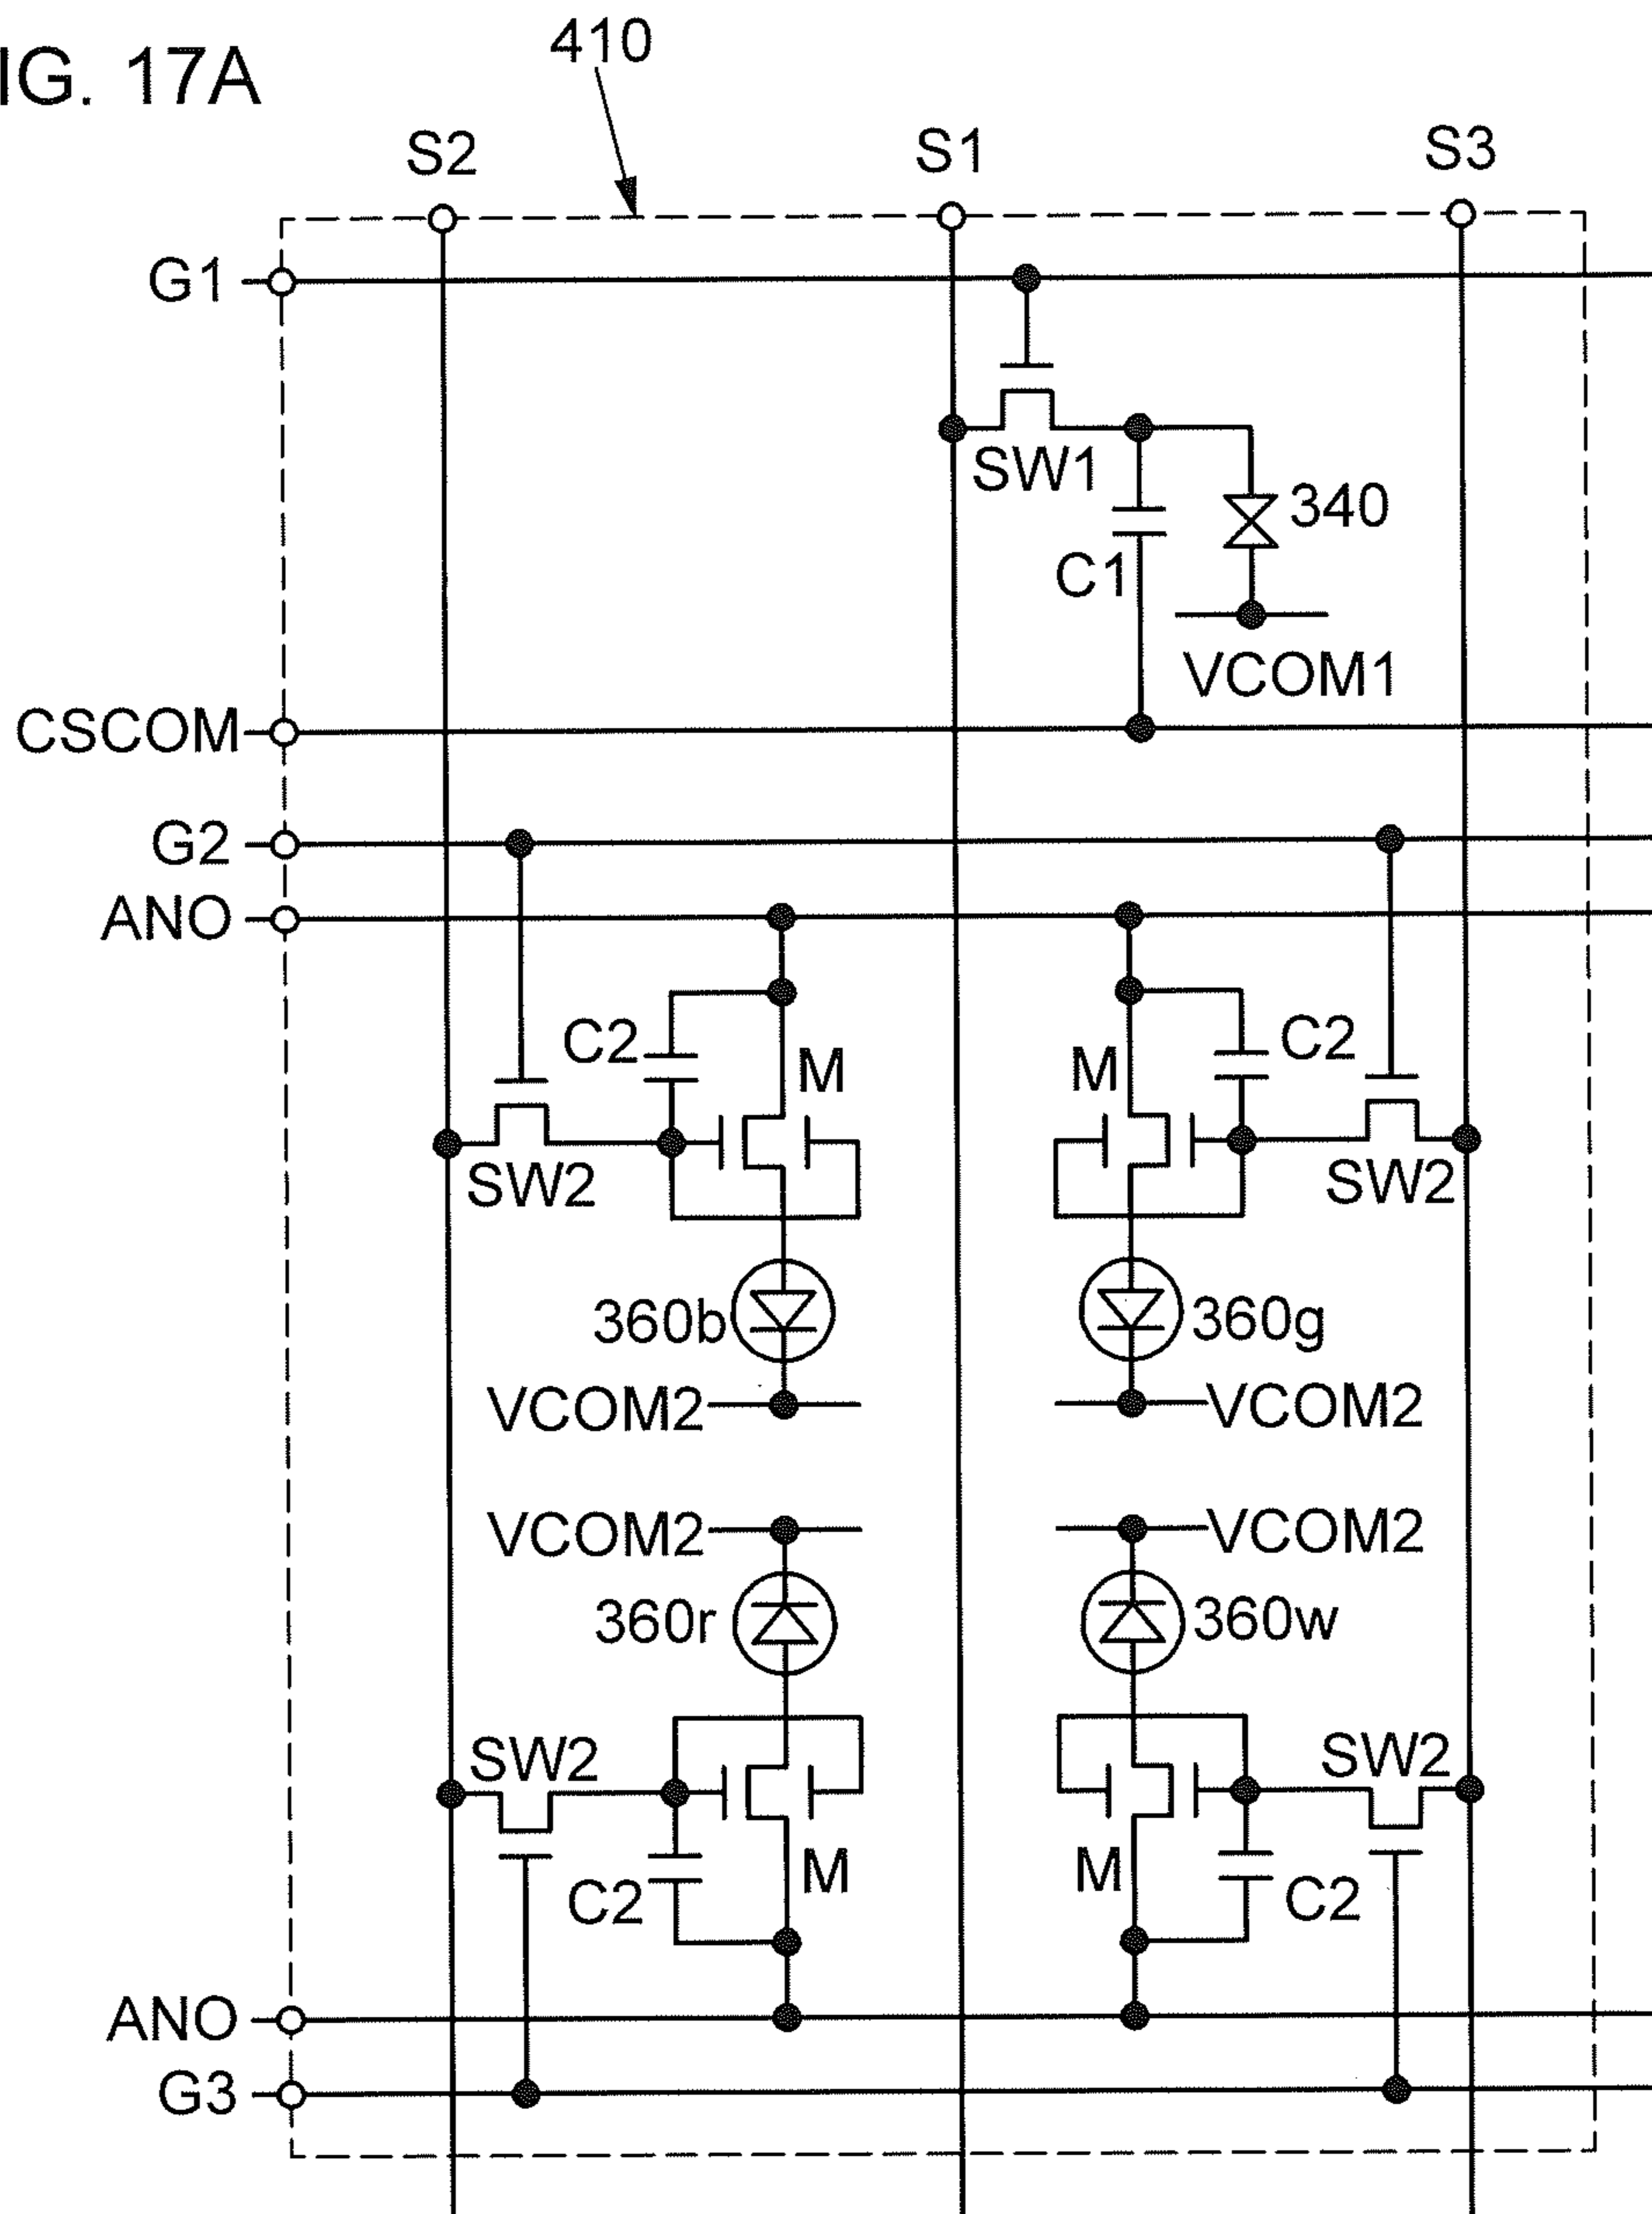 IG. 17A
410
S2
S1
S3
G1
SW1
340
C1
VCOM1
CSCOM
G2
ANO
C2
M
M
C2
SW2
SW2
360b
360g
VCOM2
VCOM2
VCOM2
VCOM2
360r
360w
SW2
SW2
C2
M
M
C2
ANO
G3